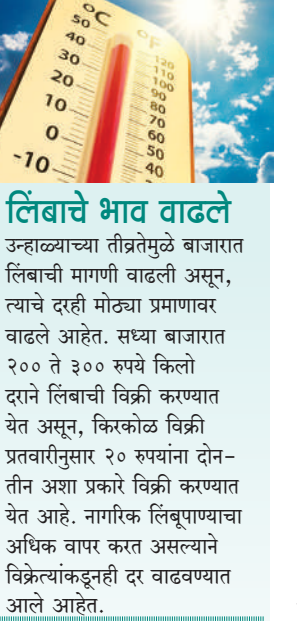 °C
°F
50
40
30
20
10
0
-10
120
110
100
90
80
70
60
50
40
लिंबाचे भाव वाढले
उन्हाळ्याच्या तीव्रतेमुळे बाजारात
लिंबाची मागणी वाढली असून,
त्याचे दरही मोठ्या प्रमाणावर
वाढले आहेत. सध्या बाजारात
२०० ते ३०० रुपये किलो
दराने लिंबाची विक्री करण्यात
येत असून, किरकोळ विक्री
प्रतवारीनुसार २० रुपयांना दोन-
तीन अशा प्रकारे विक्री करण्यात
येत आहे. नागरिक लिंबूपाण्याचा
अधिक वापर करत असल्याने
विक्रेत्यांकडूनही दर वाढवण्यात
आले आहेत.